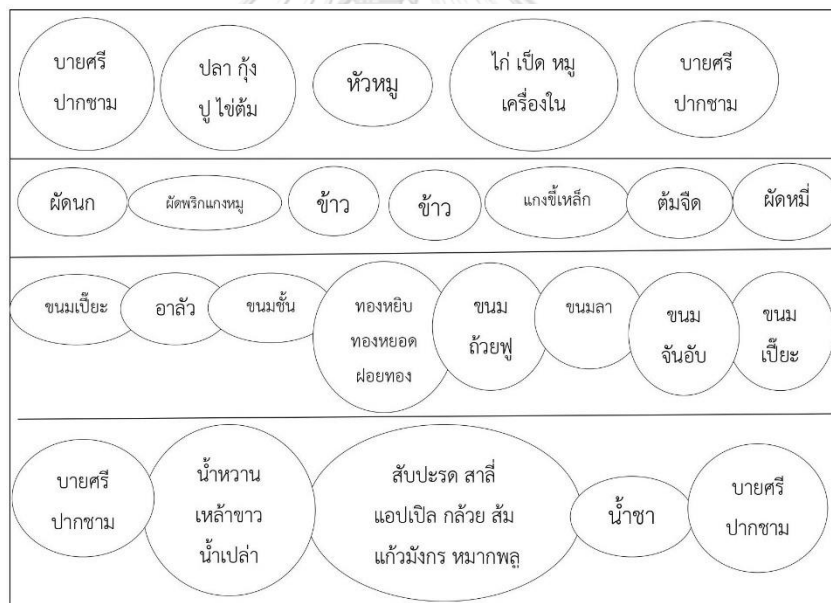 บายศรี
ปากชาม
ปลา กุ้ง
ปู ไข่ต้ม
หัวหมู
ไก่ เป็ด หมู
เครื่องใน
บายศรี
ปากชาม
ผัดนก
ผัดพริกแกงหมู
ข้าว
ข้าว
แกงขี้เหล็ก
ต้มจืด
ผัดหมี่
ขนมเปี๊ยะ
อาลัว
ขนมชั้น
ทองหยิบ
ทองหยอด
ฝอยทอง
ขนม
ถ้วยฟู
ขนมลา
ขนม
จันอับ
ขนม
เปี๊ยะ
บายศรี
ปากชาม
น้ำหวาน
เหล้าขาว
น้ำเปล่า
สับปะรด สาลี่
แอปเปิล กล้วย ส้ม
แก้วมังกร หมากพลู
น้ำชา
บายศรี
ปากชาม